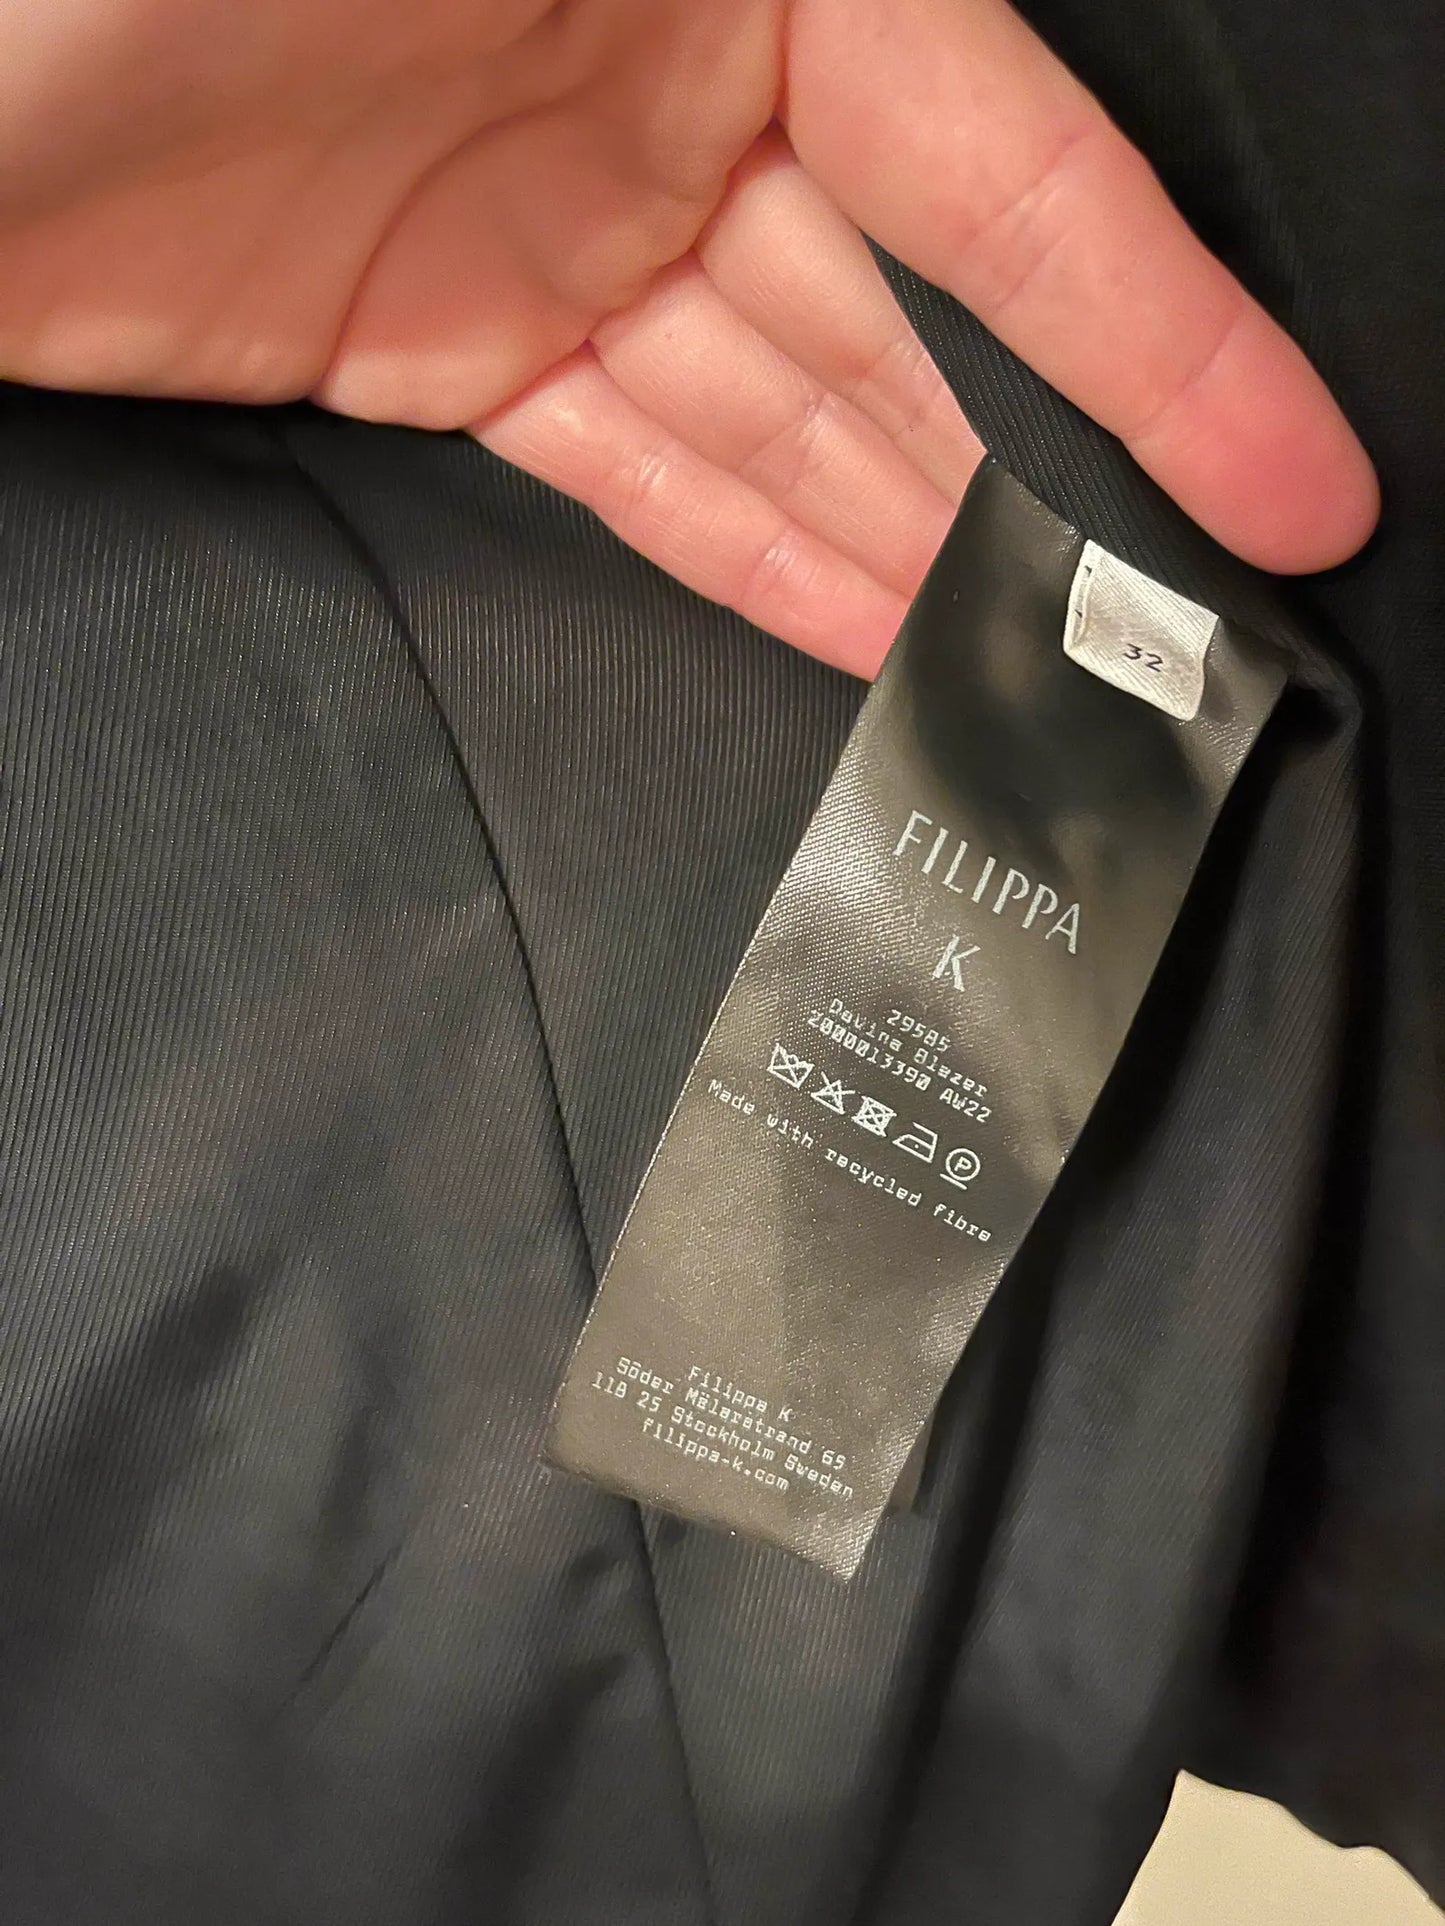 32
FILIPPA
K
29585
Davina Blazer
2000013390 AW22
P
Made with recycled fibre
Filippa K
Söder Mälarstrand 65
118 25 Stockholm Sweden
filippa-k.com